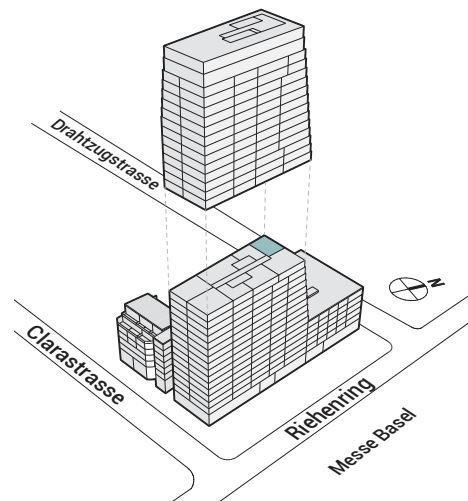 Drahtzugstrasse
N
Clarastrasse
Riehenring
Messe Basel